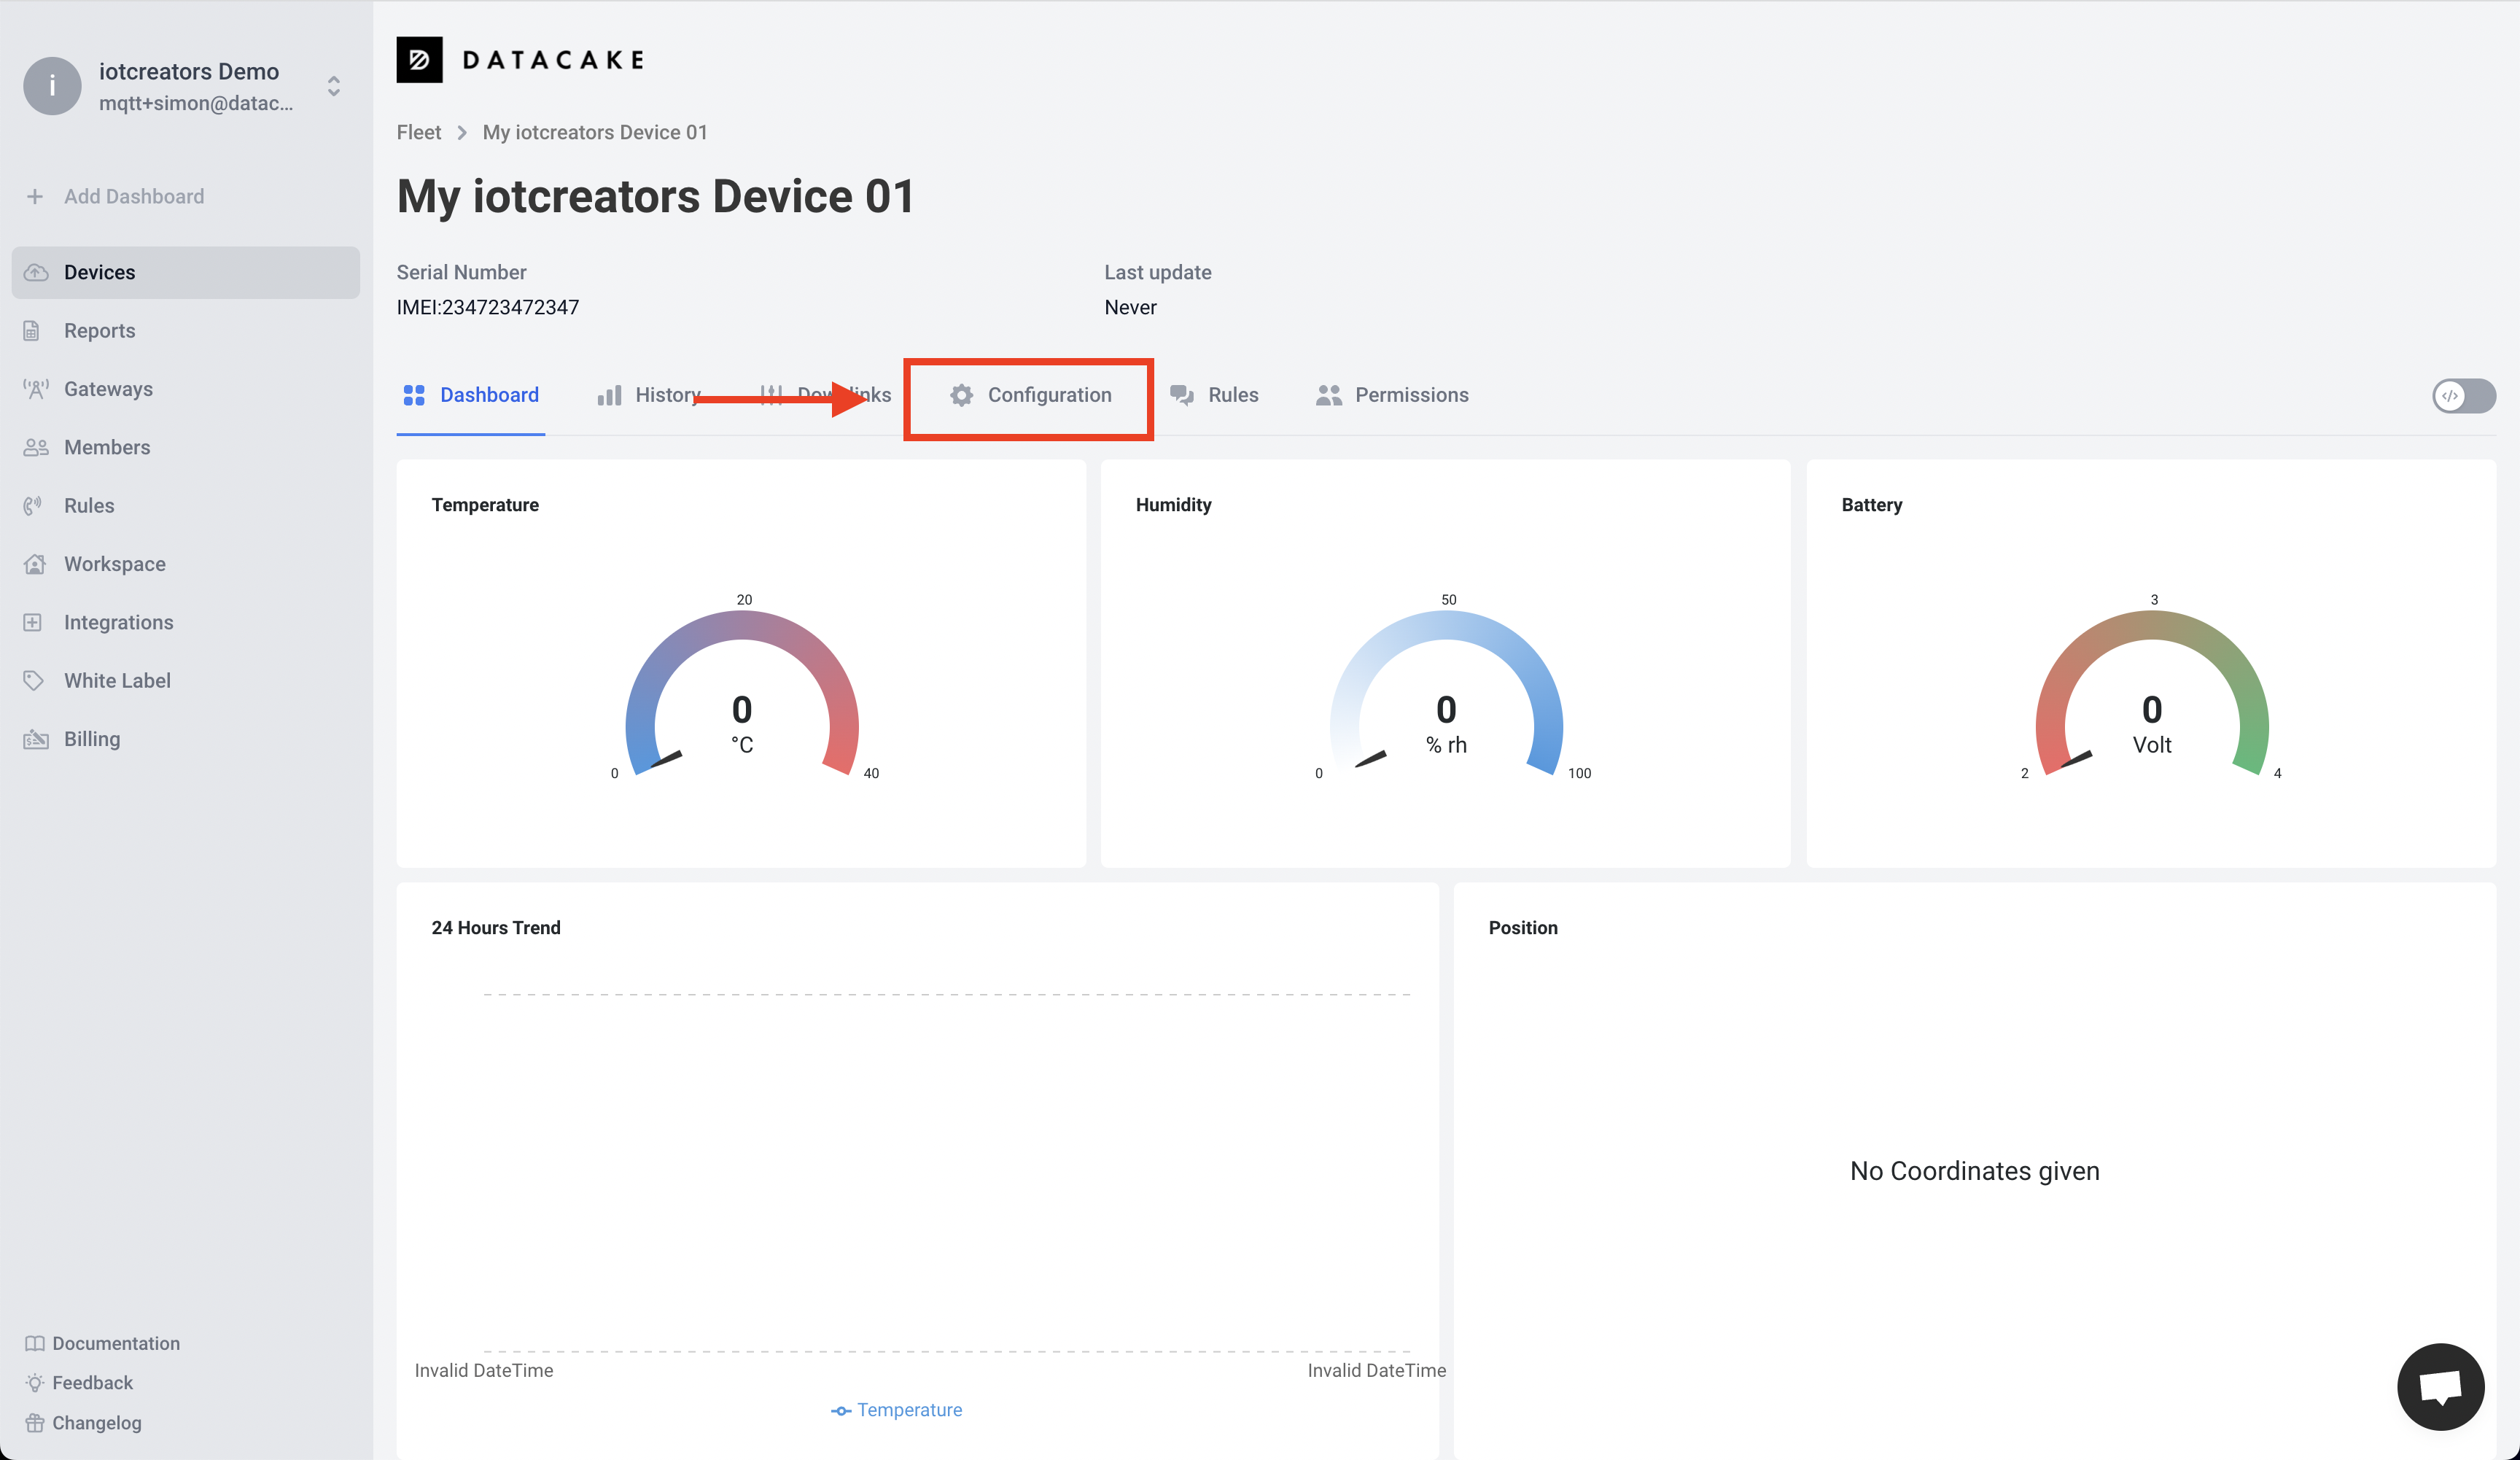 i
iotcreators Demo
mqtt+simon@datac...
Add Dashboard
Devices
Reports
Gateways
Members
Rules
Workspace
Integrations
White Label
Billing
Documentation
Feedback
Changelog
DATACAKE
Fleet > My iotcreators Device 01
My iotcreators Device 01
Serial Number
IMEI:234723472347
Last update
Never
Dashboard History Downlinks Configuration Rules Permissions
</>
Temperature
20
0
°C
0 40
Humidity
50
0
% rh
0 100
Battery
3
0
Volt
2 4
24 Hours Trend
Invalid DateTime Invalid DateTime
Temperature
Position
No Coordinates given